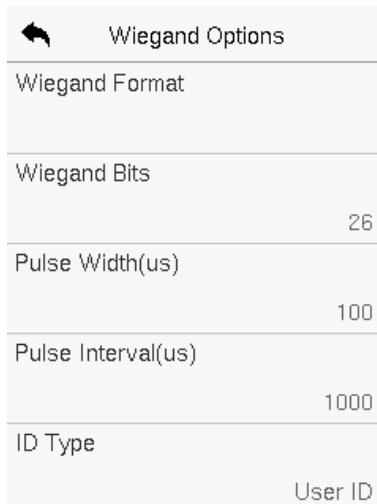 Wiegand Options
Wiegand Format
Wiegand Bits
26
Pulse Width(us)
100
Pulse Interval(us)
1000
ID Type
User ID